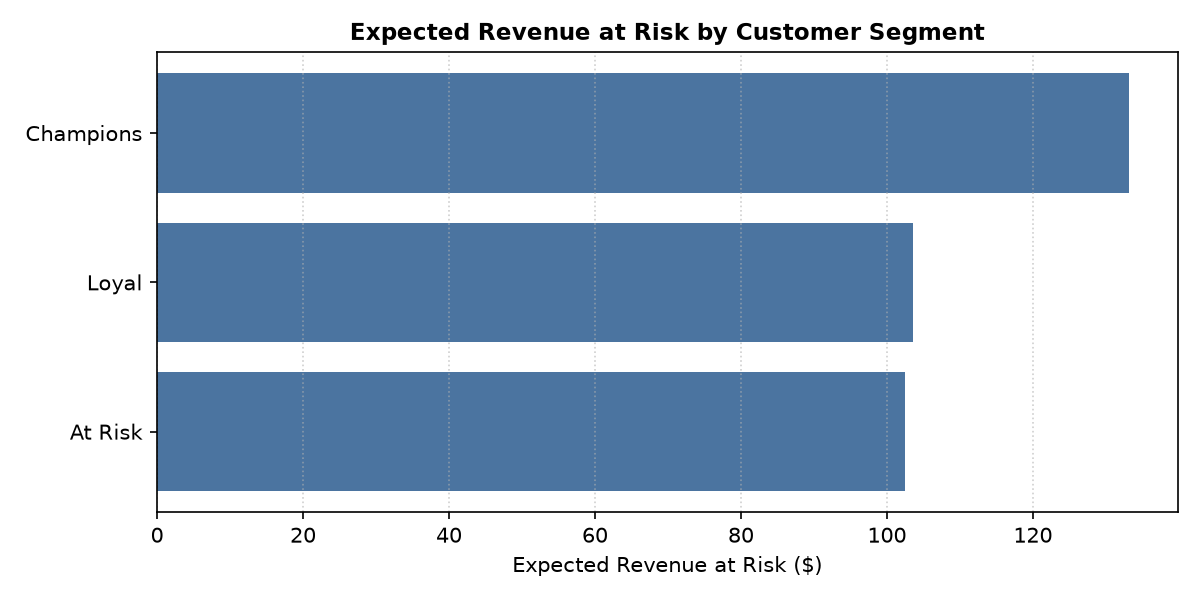 Expected Revenue at Risk by Customer Segment
Champions
Loyal
At Risk
0 20 40 60 80 100 120
Expected Revenue at Risk ($)